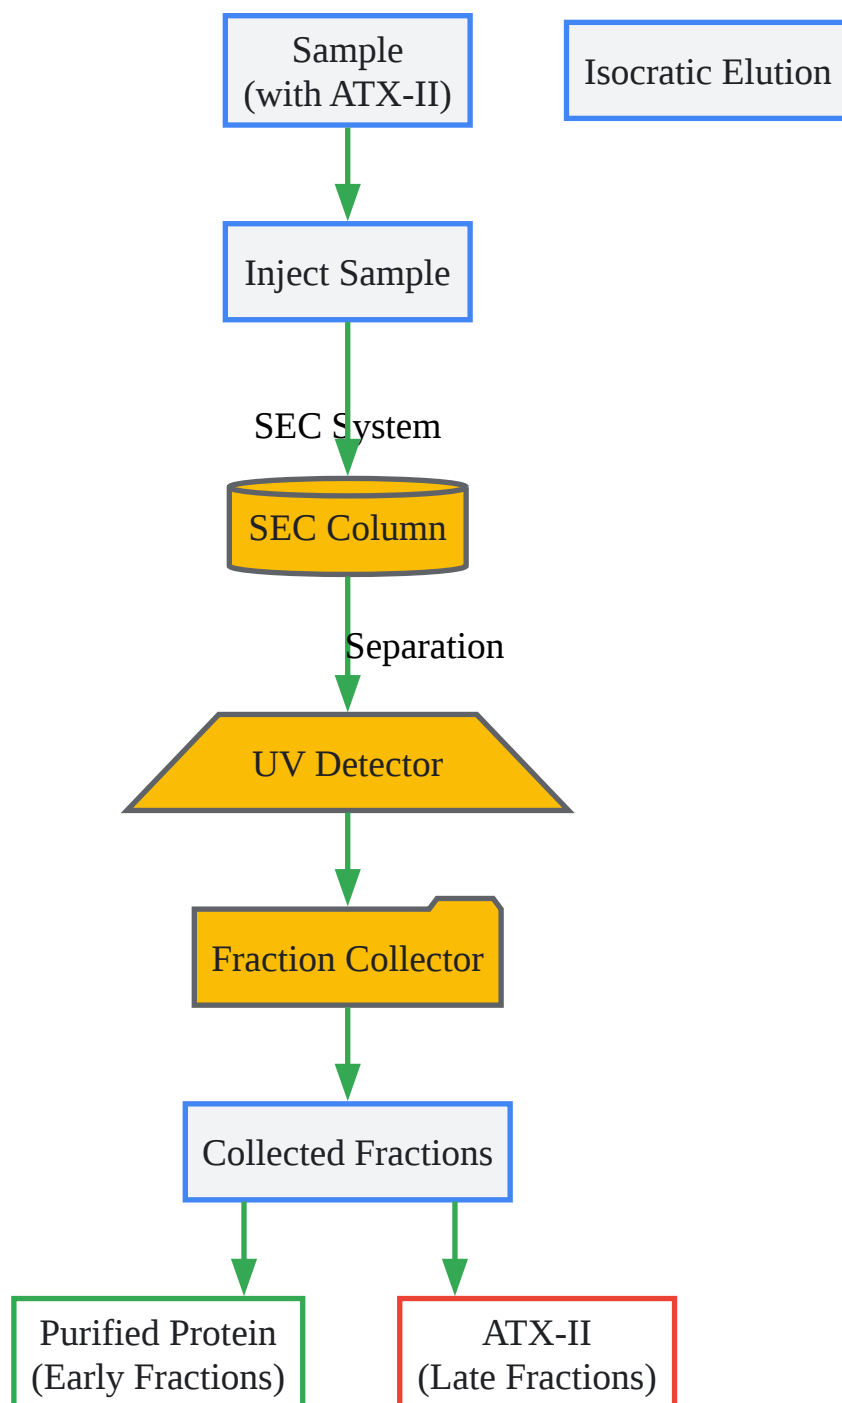 Sample
(with ATX-II)
Isocratic Elution
Inject Sample
SEC System
SEC Column
Separation
UV Detector
Fraction Collector
Collected Fractions
Purified Protein
(Early Fractions)
ATX-II
(Late Fractions)